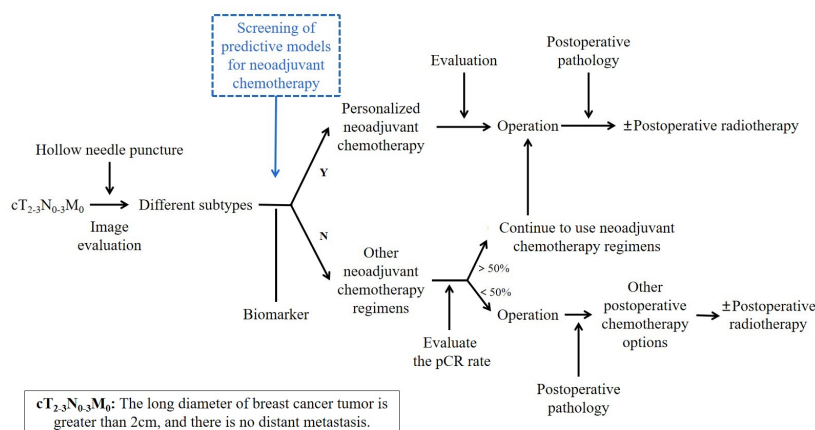 Screening of
predictive models
for neoadjuvant
chemotherapy
Evaluation
Postoperative
pathology
Personalized
neoadjuvant
chemotherapy
Operation
±Postoperative radiotherapy
Hollow needle puncture
Y
cT₂₋₃N₀₋₃M₀
Different subtypes
Image
evaluation
N
Continue to use neoadjuvant
chemotherapy regimens
Other
neoadjuvant
chemotherapy
regimens
> 50%
< 50%
Other
postoperative
chemotherapy
options
Operation
±Postoperative
radiotherapy
Biomarker
Evaluate
the pCR rate
Postoperative
pathology
cT₂₋₃N₀₋₃M₀: The long diameter of breast cancer tumor is
greater than 2cm, and there is no distant metastasis.